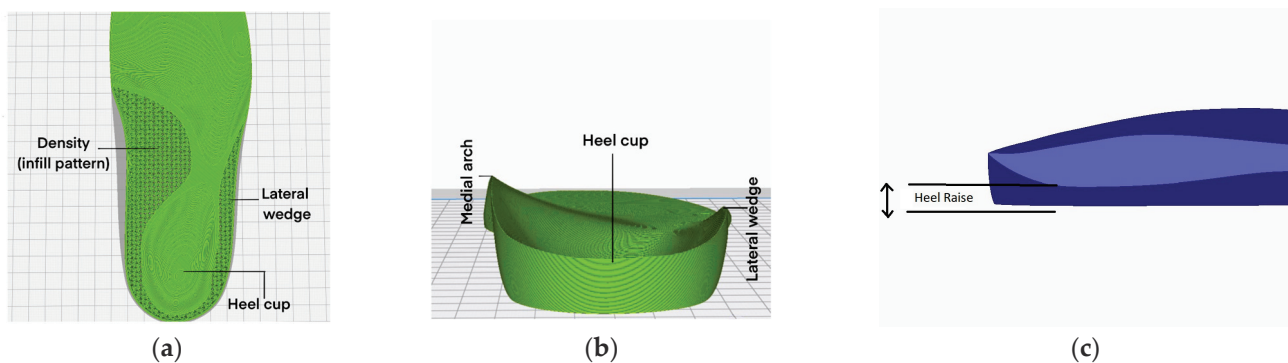 Density
(infill pattern)
Lateral
wedge
Heel cup
(a)
Medial arch
Heel cup
Lateral wedge
(b)
Heel Raise
(c)